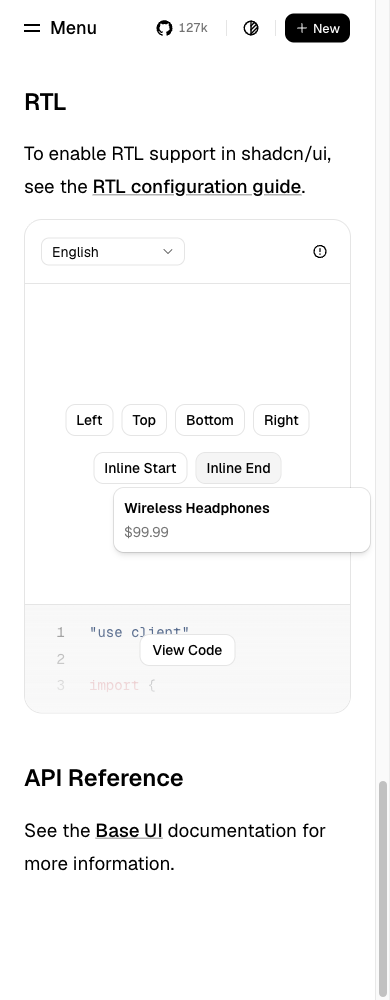 Menu 127k + New
RTL
To enable RTL support in shadcn/ui,
see the RTL configuration guide.
English
Left Top Bottom Right
Inline Start Inline End
Wireless Headphones
$99.99
1 "use client"
View Code
2
3 import {
API Reference
See the Base UI documentation for
more information.